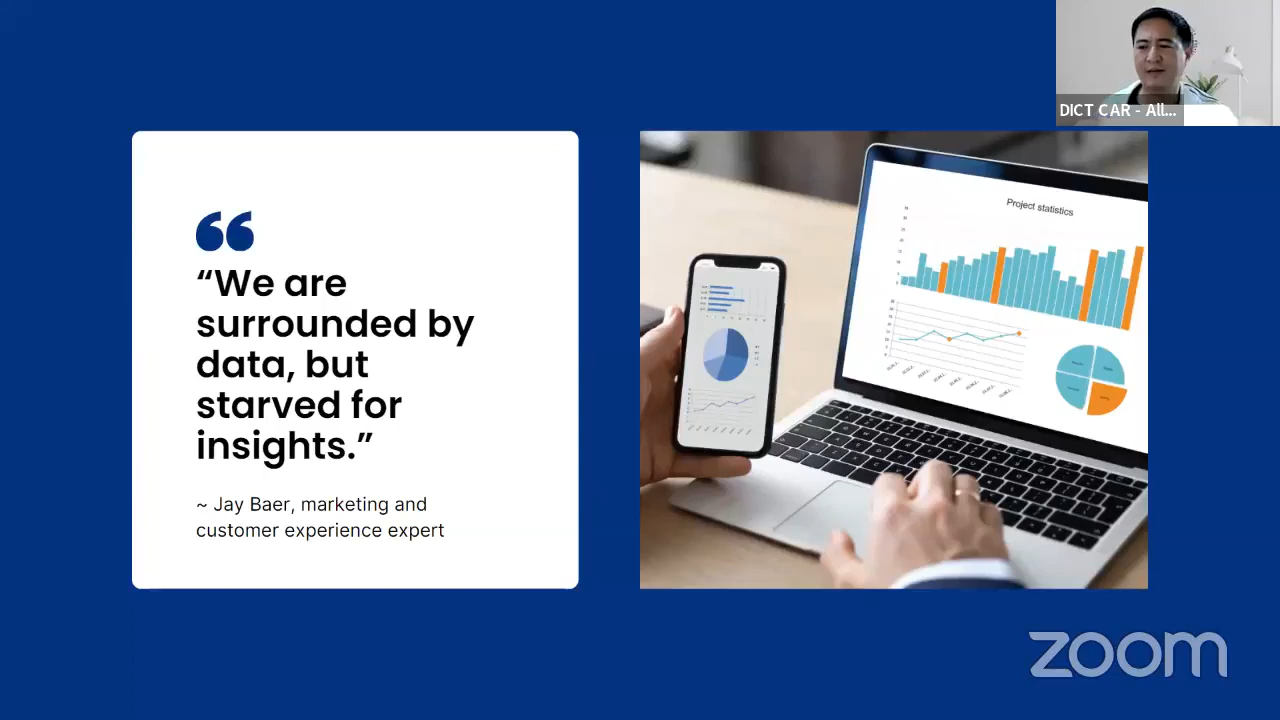 DICT CAR - All...
“We are
surrounded by
data, but
starved for
insights.”
~ Jay Baer, marketing and
customer experience expert
Project statistics
zoom